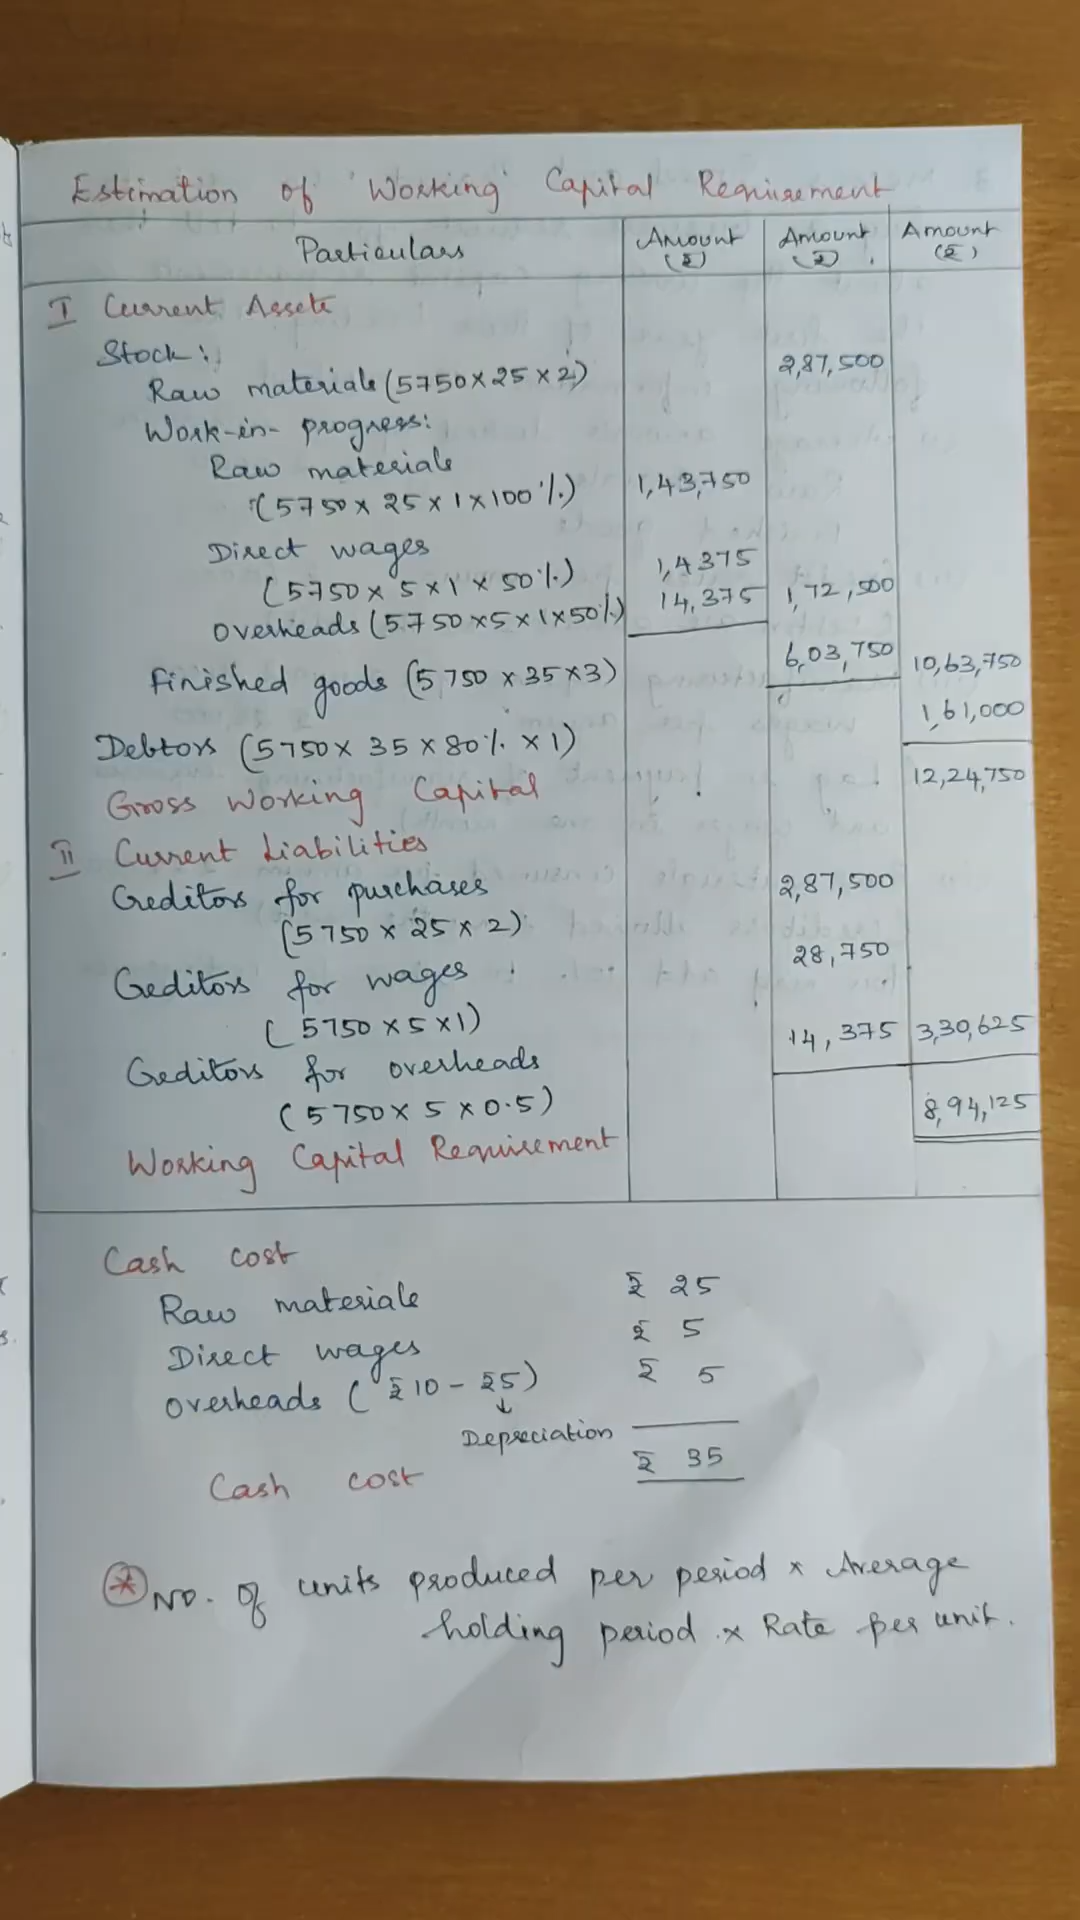 Estimation of Working Capital Requirement
Particulars Amount (₹) Amount (₹) Amount (₹)
I Current Assets
Stock:
Raw materials (5750 x 25 x 2) 2,87,500
Work-in-progress:
Raw materials
(5750 x 25 x 1 x 100%) 1,43,750
Direct wages
(5750 x 5 x 1 x 50%) 1,4375
Overheads (5750 x 5 x 1 x 50%) 14,375 1,72,500
Finished goods (5750 x 35 x 3) 6,03,750 10,63,750
Debtors (5750 x 35 x 80% x 1) 1,61,000
Gross Working Capital 12,24,750
II Current Liabilities
Creditors for purchases
(5750 x 25 x 2) 2,87,500
Creditors for wages
(5750 x 5 x 1) 28,750
Creditors for overheads
(5750 x 5 x 0.5) 14,375 3,30,625
Working Capital Requirement 8,94,125
Cash cost
Raw materials ₹ 25
Direct wages ₹ 5
Overheads (₹10 - ₹5) ₹ 5
↓
Depreciation
Cash cost ₹ 35
* No. of units produced per period x Average
holding period x Rate per unit.